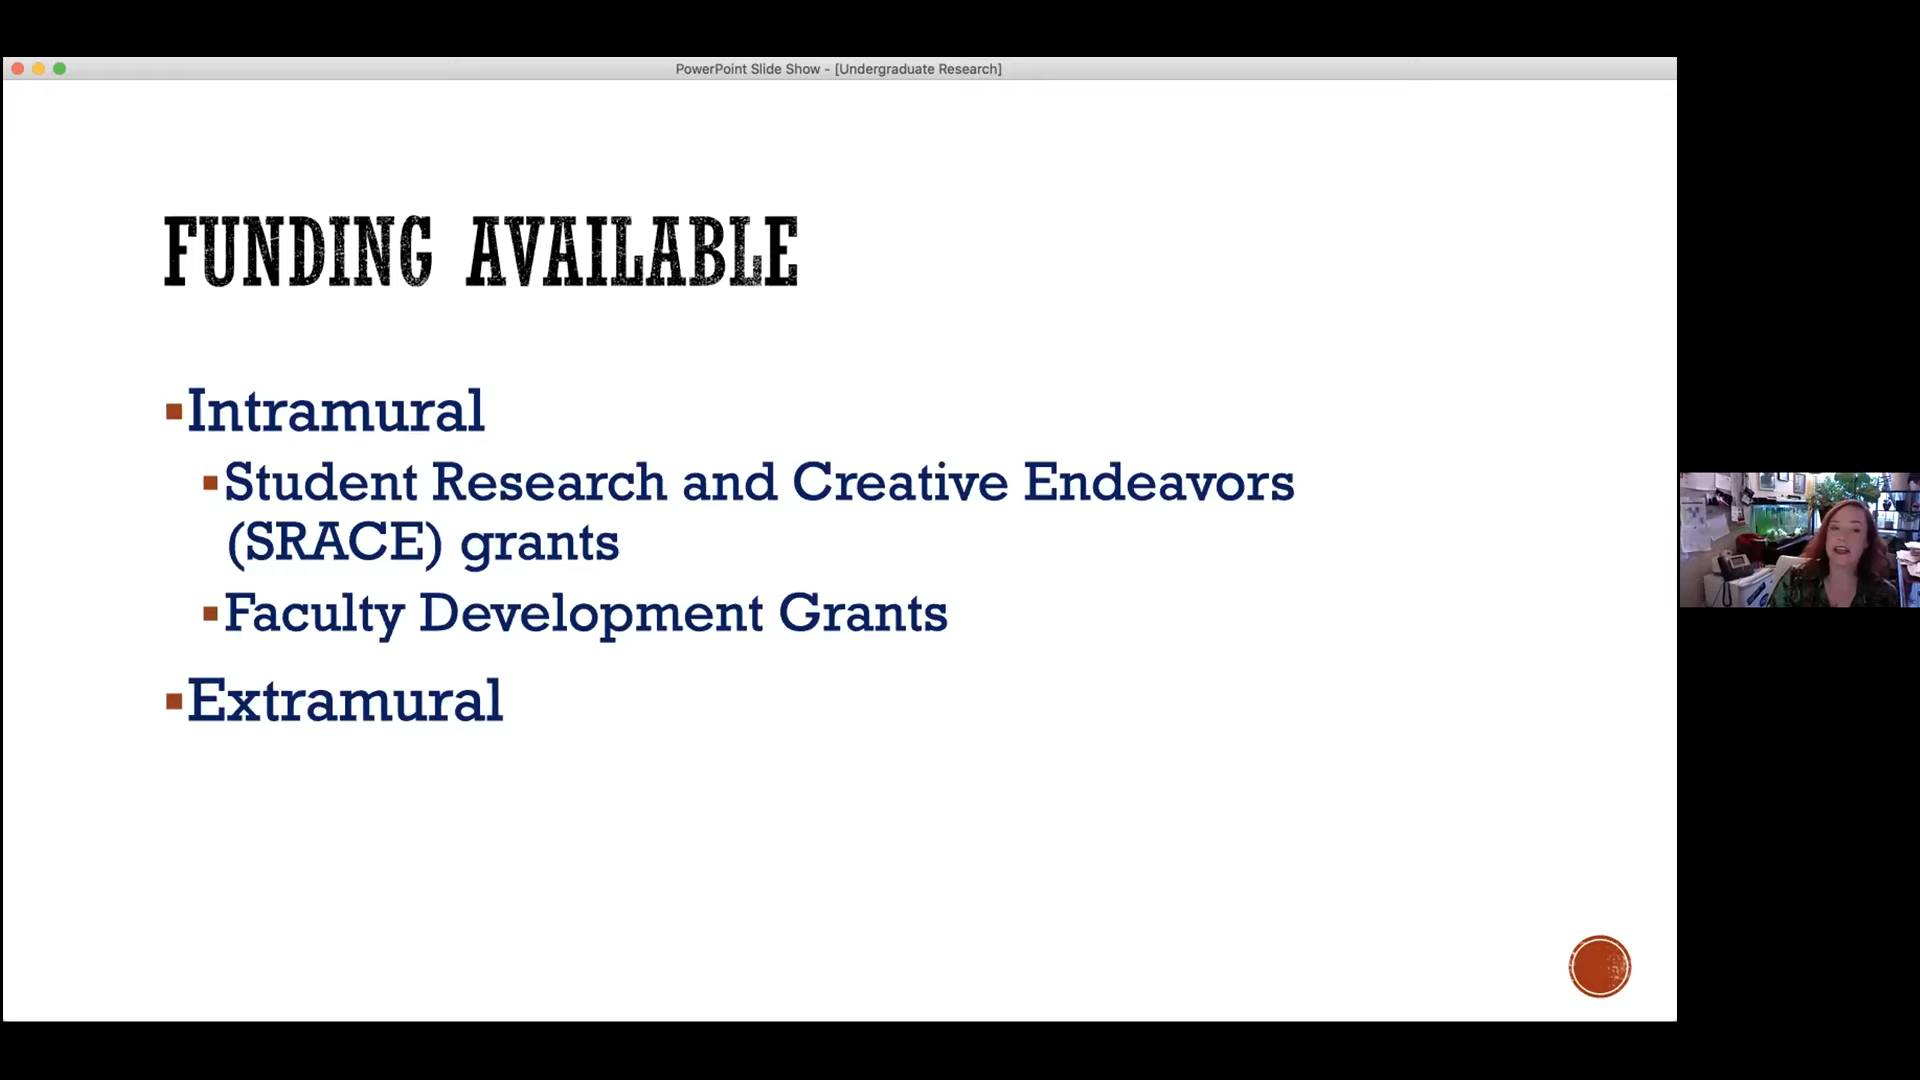 PowerPoint Slide Show - [Undergraduate Research]
FUNDING AVAILABLE
Intramural
Student Research and Creative Endeavors
(SRACE) grants
Faculty Development Grants
Extramural